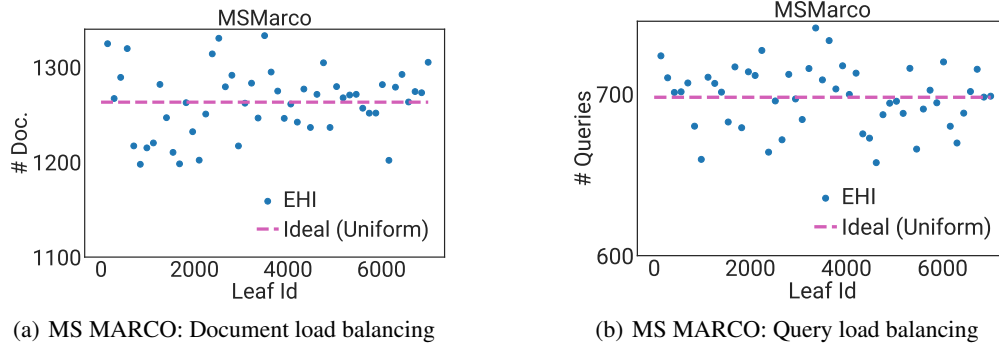 MSMarco
1300
1200
1100
# Doc.
EHI
Ideal (Uniform)
0 2000 4000 6000
Leaf Id
(a) MS MARCO: Document load balancing
MSMarco
700
600
# Queries
EHI
Ideal (Uniform)
0 2000 4000 6000
Leaf Id
(b) MS MARCO: Query load balancing